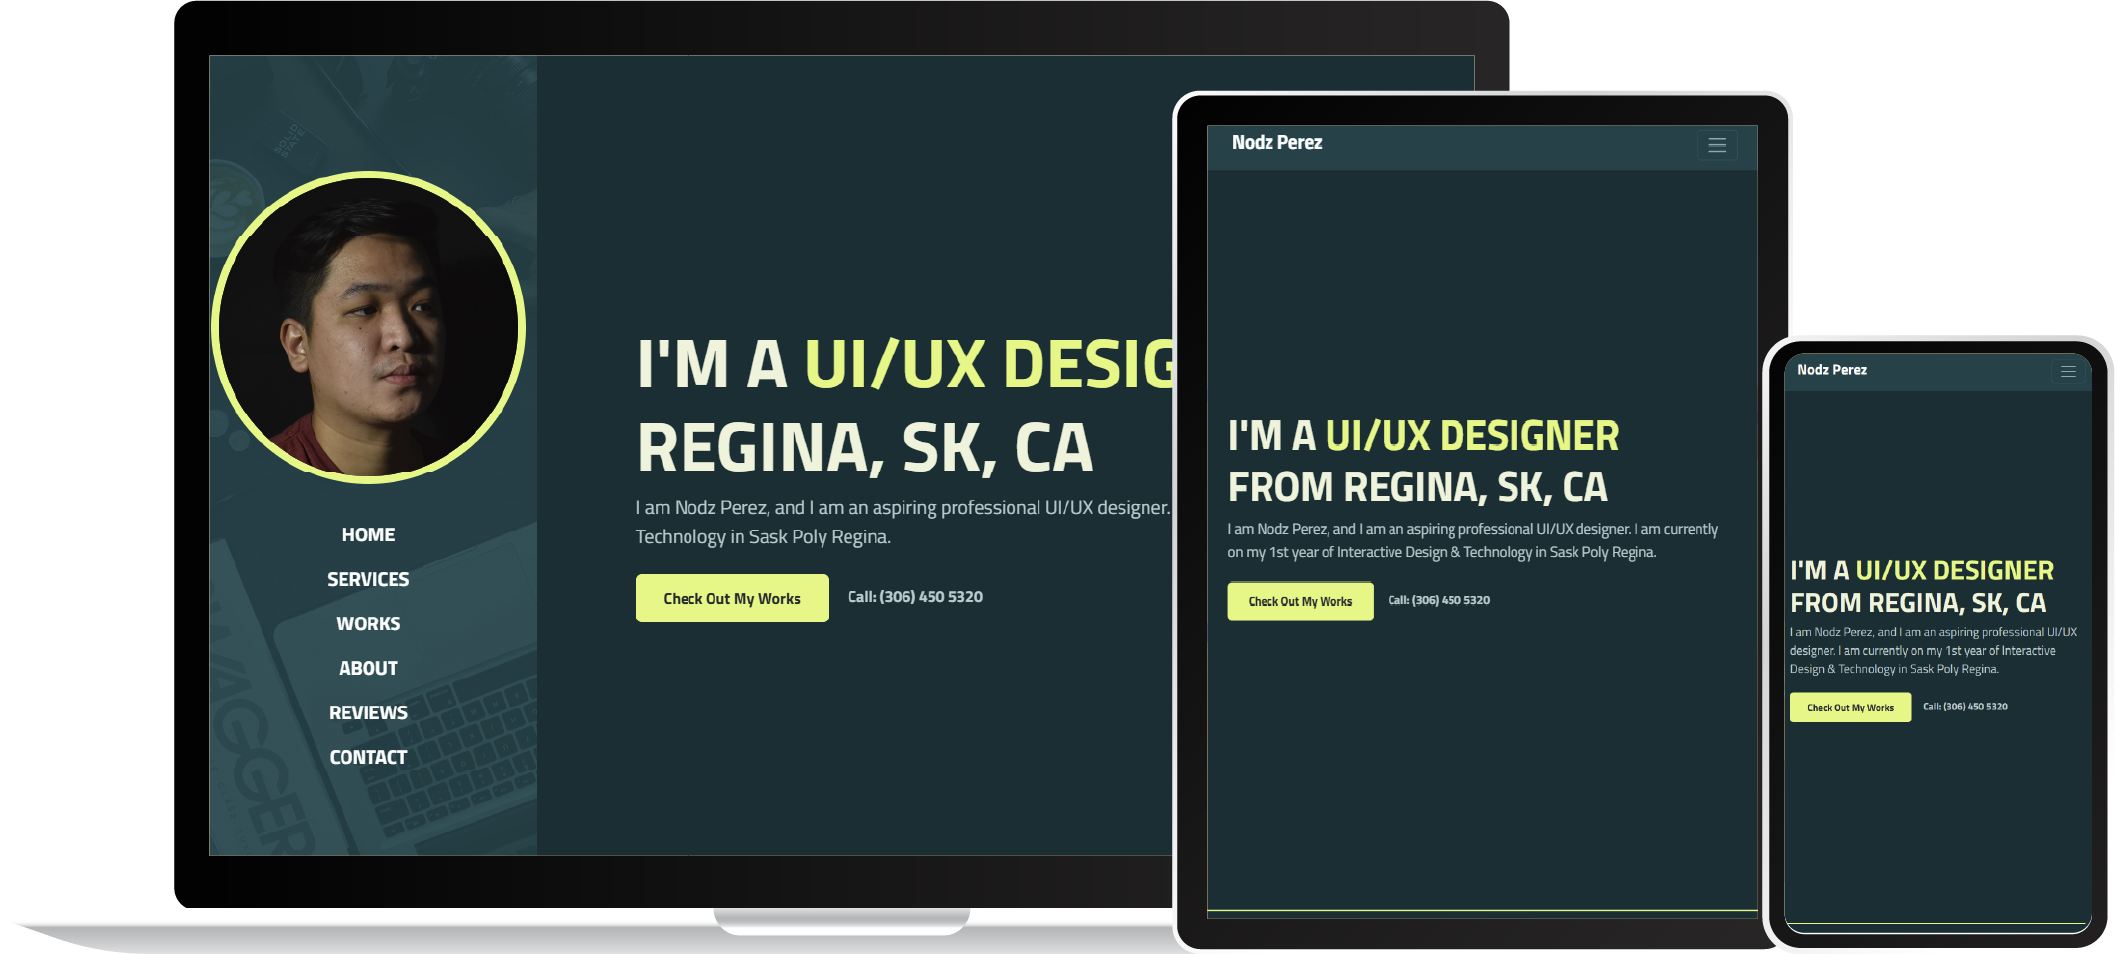 SOLID
STATE
HOME
SERVICES
WORKS
ABOUT
REVIEWS
CONTACT
I'M A UI/UX DESIG
REGINA, SK, CA
I am Nodz Perez, and I am an aspiring professional UI/UX designer.
Technology in Sask Poly Regina.
Check Out My Works
Call: (306) 450 5320
Nodz Perez
I'M A UI/UX DESIGNER
FROM REGINA, SK, CA
I am Nodz Perez, and I am an aspiring professional UI/UX designer. I am currently
on my 1st year of Interactive Design & Technology in Sask Poly Regina.
Check Out My Works
Call: (306) 450 5320
Nodz Perez
I'M A UI/UX DESIGNER
FROM REGINA, SK, CA
I am Nodz Perez, and I am an aspiring professional UI/UX
designer. I am currently on my 1st year of Interactive
Design & Technology in Sask Poly Regina.
Check Out My Works
Call: (306) 450 5320